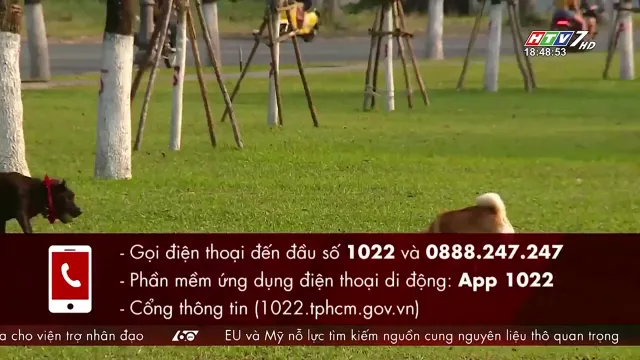 HTV7 HD
18:48:53
- Gọi điện thoại đến đầu số 1022 và 0888.247.247
- Phần mềm ứng dụng điện thoại di động: App 1022
- Cổng thông tin (1022.tphcm.gov.vn)
a cho viện trợ nhân đạo 60 EU và Mỹ nỗ lực tìm kiếm nguồn cung nguyên liệu thô quan trọng